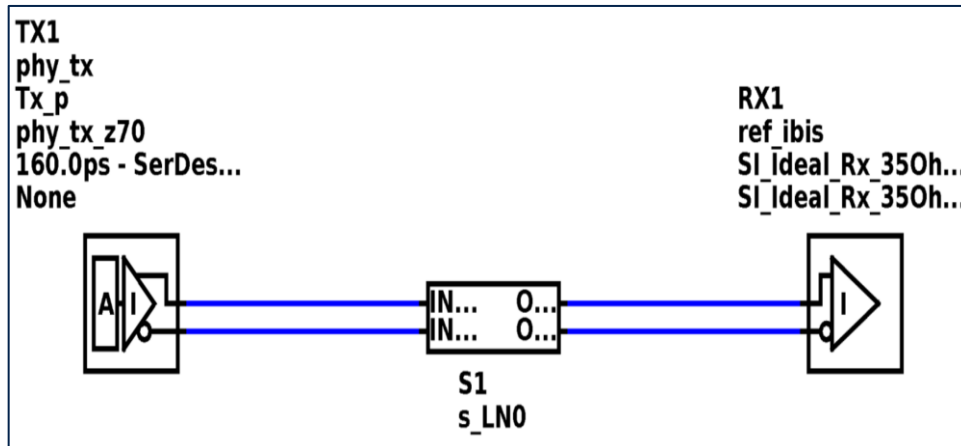 TX1
phy_tx
Tx_p
phy_tx_z70
160.0ps - SerDes...
None
RX1
ref_ibis
SI_Ideal_Rx_35Oh...
SI_Ideal_Rx_35Oh...
A I
IN... O...
IN... O...
I
S1
s_LN0